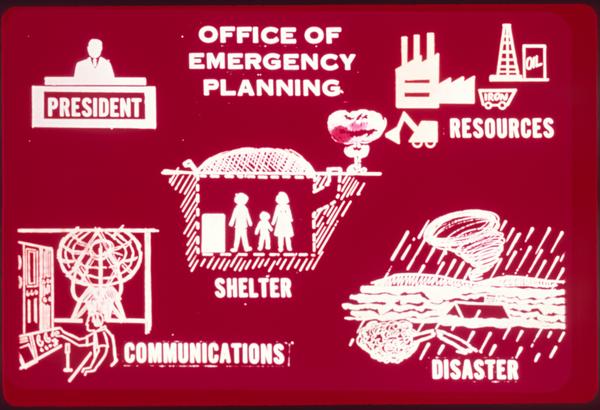 OFFICE OF
EMERGENCY
PLANNING
PRESIDENT
OIL
IRON
RESOURCES
SHELTER
COMMUNICATIONS
DISASTER